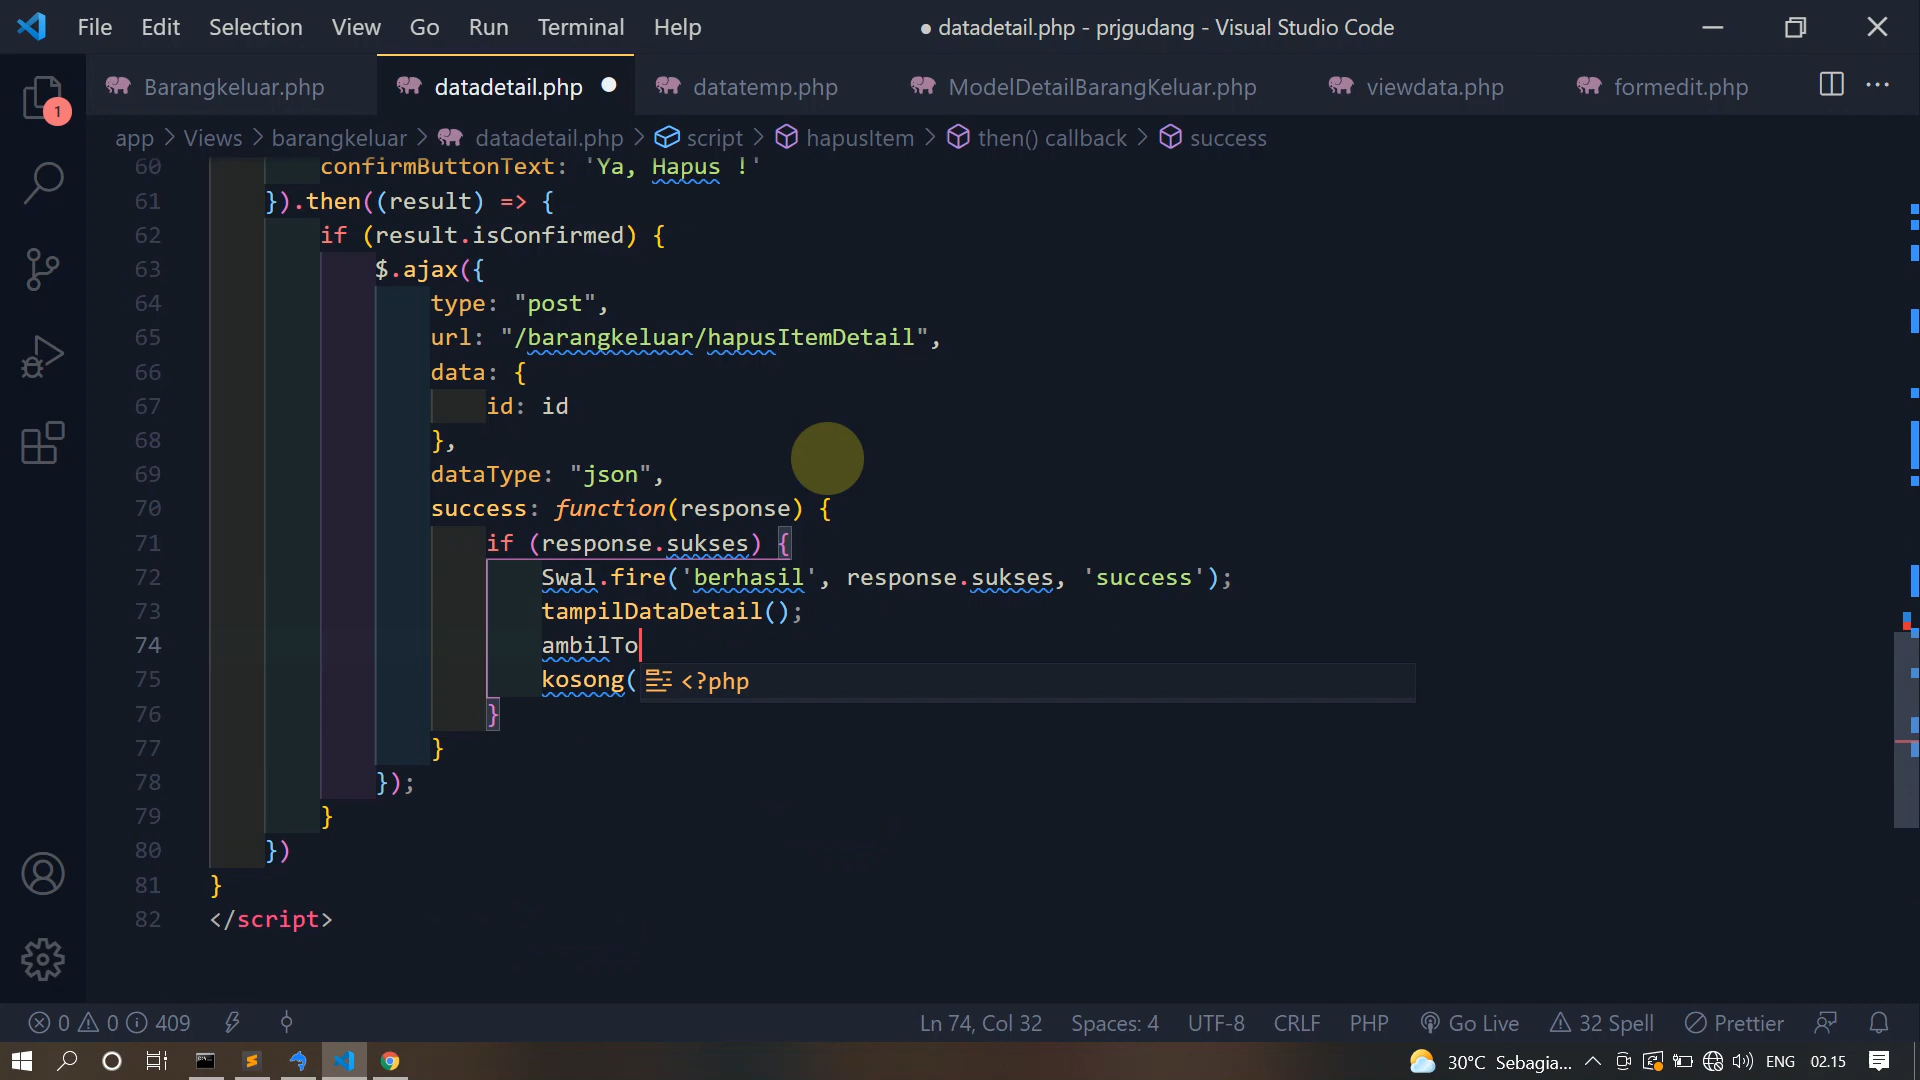 File Edit Selection View Go Run Terminal Help
● datadetail.php - prjgudang - Visual Studio Code
Barangkeluar.php datadetail.php datatemp.php ModelDetailBarangKeluar.php viewdata.php formedit.php
1
app > Views > barangkeluar > datadetail.php > script > hapusItem > then() callback > success
60 confirmButtonText: 'Ya, Hapus !'
61 }).then((result) => {
62 if (result.isConfirmed) {
63 $.ajax({
64 type: "post",
65 url: "/barangkeluar/hapusItemDetail",
66 data: {
67 id: id
68 },
69 dataType: "json",
70 success: function(response) {
71 if (response.sukses) {
72 Swal.fire('berhasil', response.sukses, 'success');
73 tampilDataDetail();
74 ambilTo
75 kosong( <?php
76 }
77 }
78 });
79 }
80 })
81 }
82 </script>
0 0 409 Ln 74, Col 32 Spaces: 4 UTF-8 CRLF PHP Go Live 32 Spell Prettier
30°C Sebagia... ENG 02.15